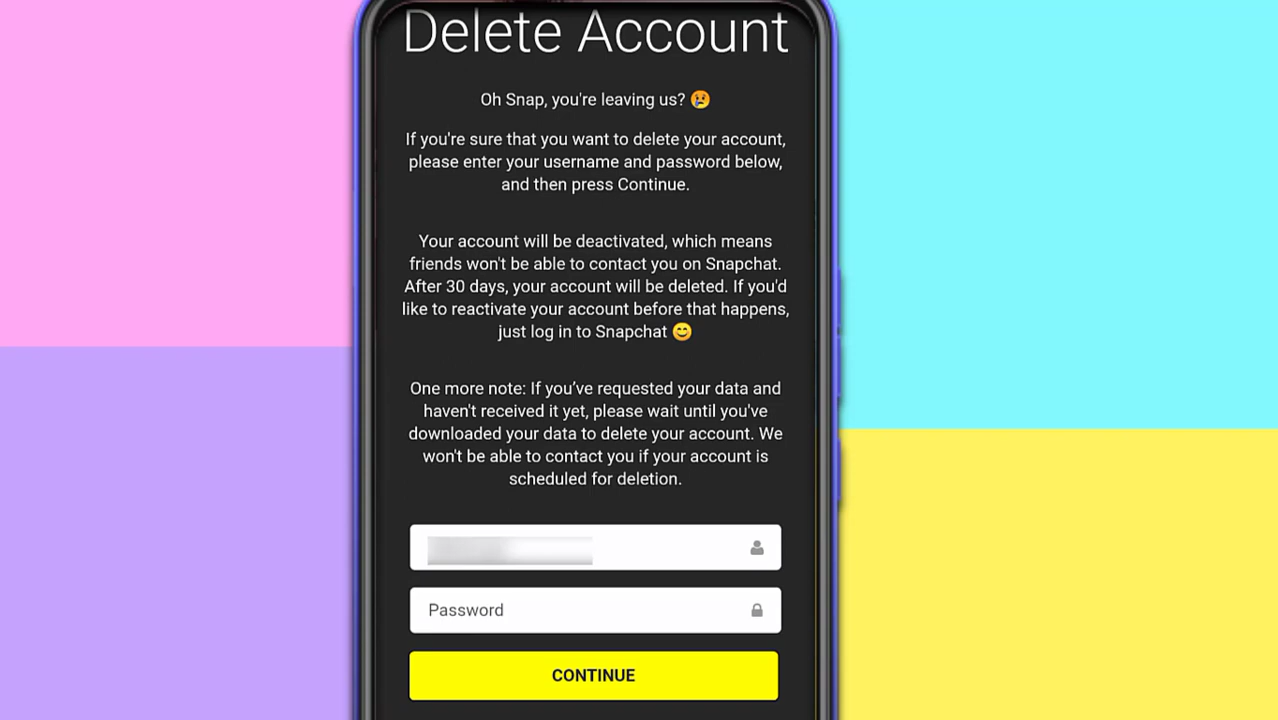 Delete Account
Oh Snap, you're leaving us? 😢
If you're sure that you want to delete your account,
please enter your username and password below,
and then press Continue.
Your account will be deactivated, which means
friends won't be able to contact you on Snapchat.
After 30 days, your account will be deleted. If you'd
like to reactivate your account before that happens,
just log in to Snapchat 😊
One more note: If you’ve requested your data and
haven't received it yet, please wait until you've
downloaded your data to delete your account. We
won't be able to contact you if your account is
scheduled for deletion.
Password
CONTINUE